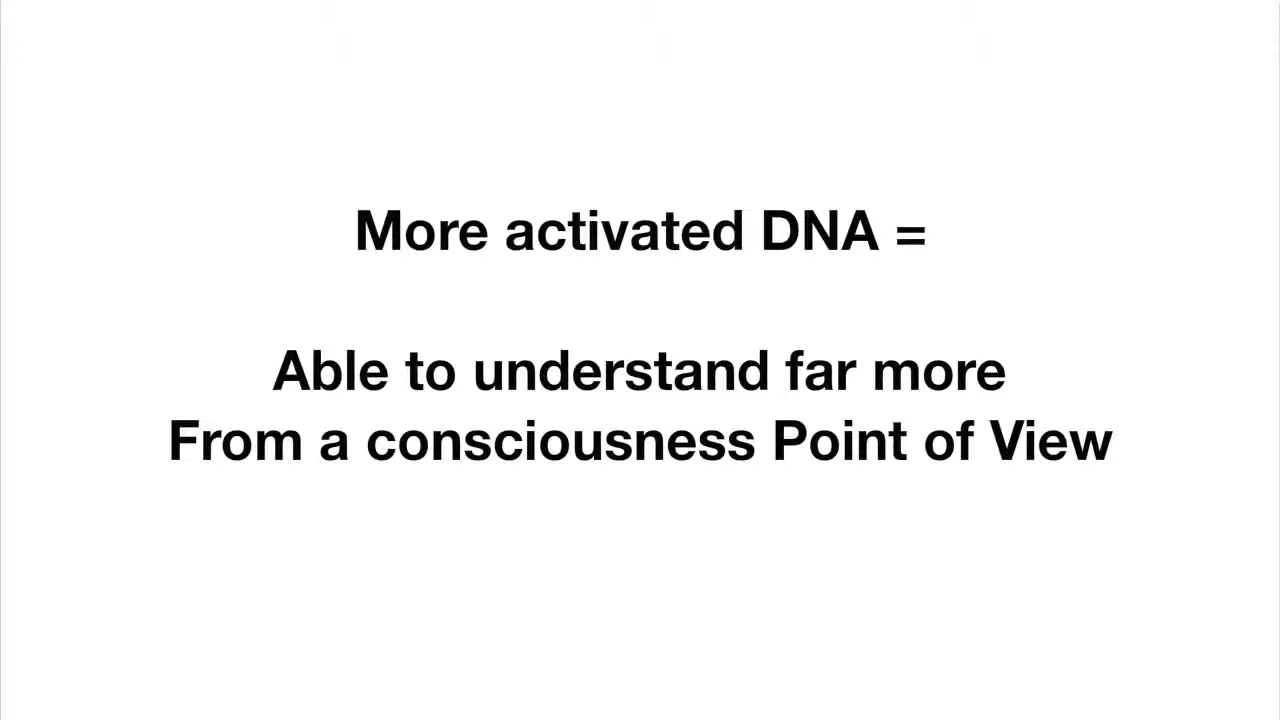 More activated DNA =
Able to understand far more
From a consciousness Point of View